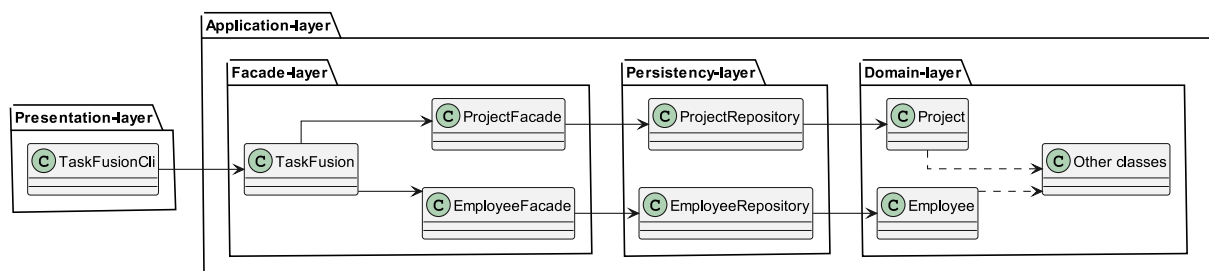 Application-layer
Facade-layer
Persistency-layer
Domain-layer
Presentation-layer
C ProjectFacade
C ProjectRepository
C Project
C TaskFusionCli
C TaskFusion
C Other classes
C EmployeeFacade
C EmployeeRepository
C Employee